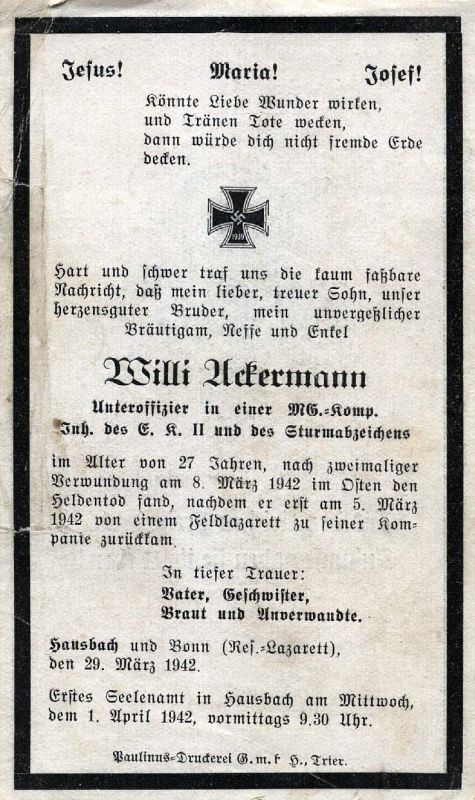 Jesus! Maria! Josef!
Könnte Liebe Wunder wirken,
und Tränen Tote wecken,
dann würde dich nicht fremde Erde
decken.
1939
Hart und schwer traf uns die kaum faßbare
Nachricht, daß mein lieber, treuer Sohn, unser
herzensguter Bruder, mein unvergeßlicher
Bräutigam, Neffe und Enkel
Willi Ackermann
Unteroffizier in einer MG.-Komp.
Inh. des E. K. II und des Sturmabzeichens
im Alter von 27 Jahren, nach zweimaliger
Verwundung am 8. März 1942 im Osten den
Heldentod fand, nachdem er erst am 5. März
1942 von einem Feldlazarett zu seiner Kom-
panie zurückkam
In tiefer Trauer:
Vater, Geschwister,
Braut und Anverwandte.
Hausbach und Bonn (Res.-Lazarett),
den 29. März 1942.
Erstes Seelenamt in Hausbach am Mittwoch,
dem 1. April 1942, vormittags 9.30 Uhr.
Paulinus-Druckerei G. m. b H., Trier.